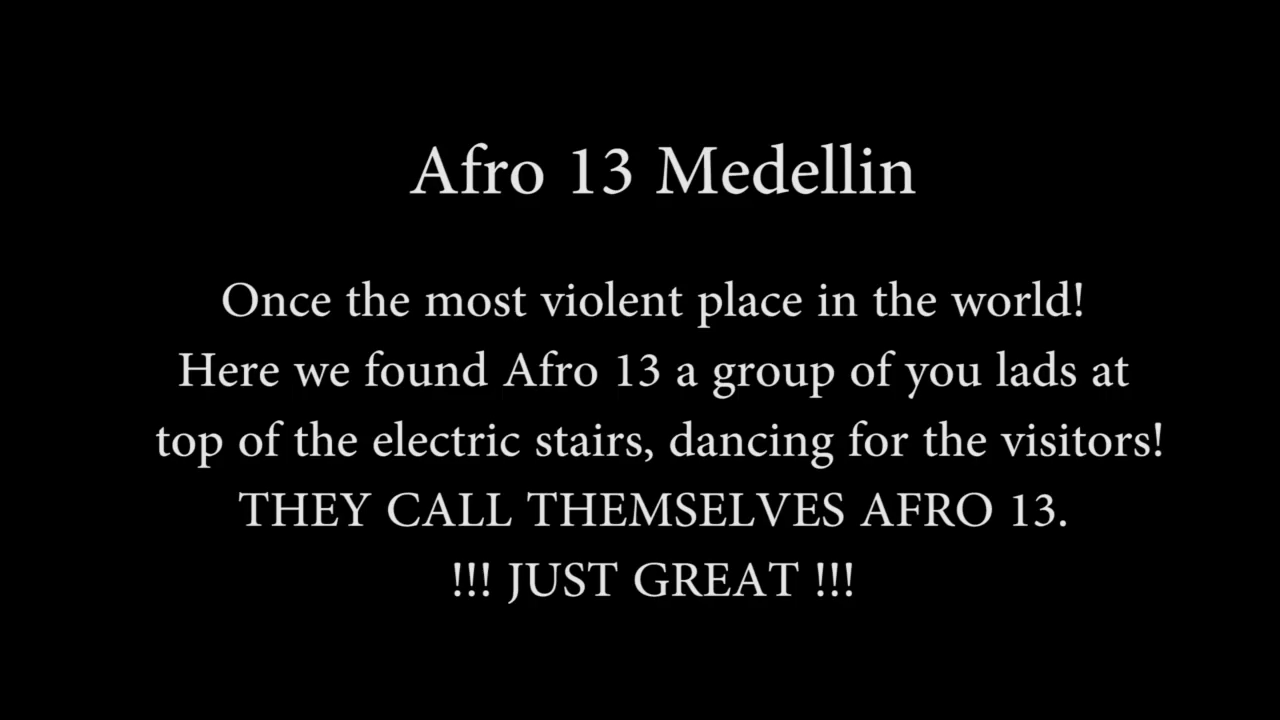 Afro 13 Medellin
Once the most violent place in the world!
Here we found Afro 13 a group of you lads at
top of the electric stairs, dancing for the visitors!
THEY CALL THEMSELVES AFRO 13.
!!! JUST GREAT !!!